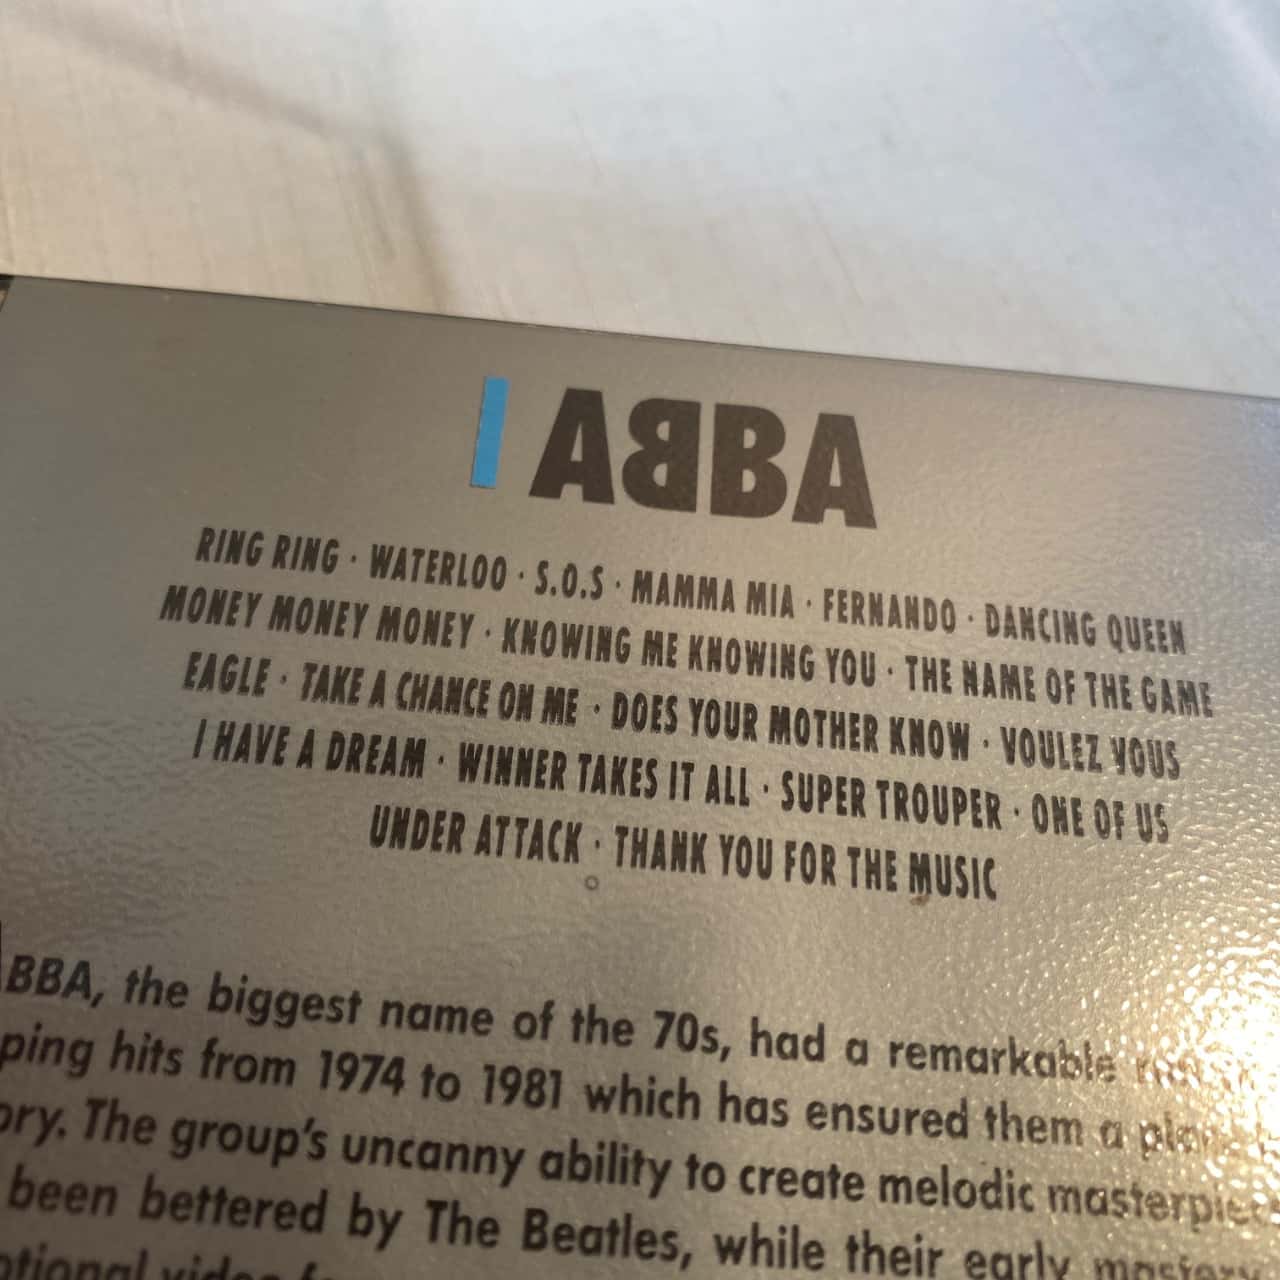 ABBA
RING RING · WATERLOO · S.O.S · MAMMA MIA · FERNANDO · DANCING QUEEN
MONEY MONEY MONEY · KNOWING ME KNOWING YOU · THE NAME OF THE GAME
EAGLE · TAKE A CHANCE ON ME · DOES YOUR MOTHER KNOW · VOULEZ VOUS
I HAVE A DREAM · WINNER TAKES IT ALL · SUPER TROUPER · ONE OF US
UNDER ATTACK · THANK YOU FOR THE MUSIC
ABBA, the biggest name of the 70s, had a remarkable
ping hits from 1974 to 1981 which has ensured them a
ory. The group's uncanny ability to create melodic
been bettered by The Beatles, while their early